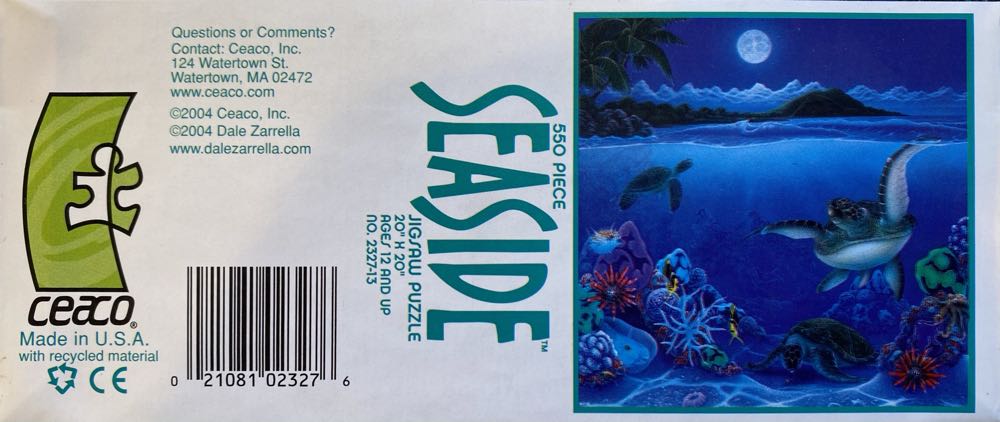 Questions or Comments?
Contact: Ceaco, Inc.
124 Watertown St.
Watertown, MA 02472
www.ceaco.com
©2004 Ceaco, Inc.
©2004 Dale Zarrella
www.dalezarrella.com
ceaco®
Made in U.S.A.
with recycled material
CE
0 21081 02327 6
550 PIECE
SEASIDE™
JIGSAW PUZZLE
20" X 20"
AGES 12 AND UP
NO. 2327-13